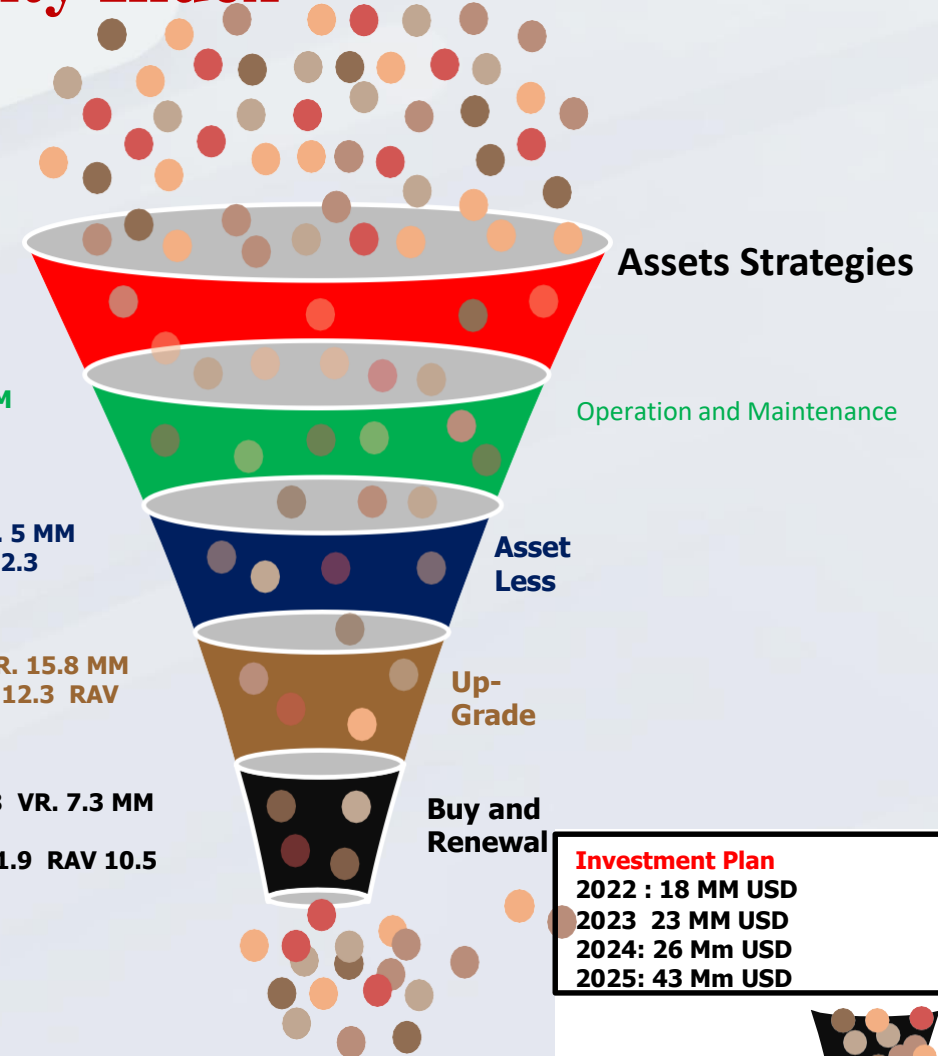 Assets Strategies
M
Operation and Maintenance
. 5 MM
2.3
Asset
Less
R. 15.8 MM
12.3 RAV
Up-
Grade
VR. 7.3 MM
1.9 RAV 10.5
Buy and
Renewal
Investment Plan
2022 : 18 MM USD
2023 23 MM USD
2024: 26 Mm USD
2025: 43 Mm USD